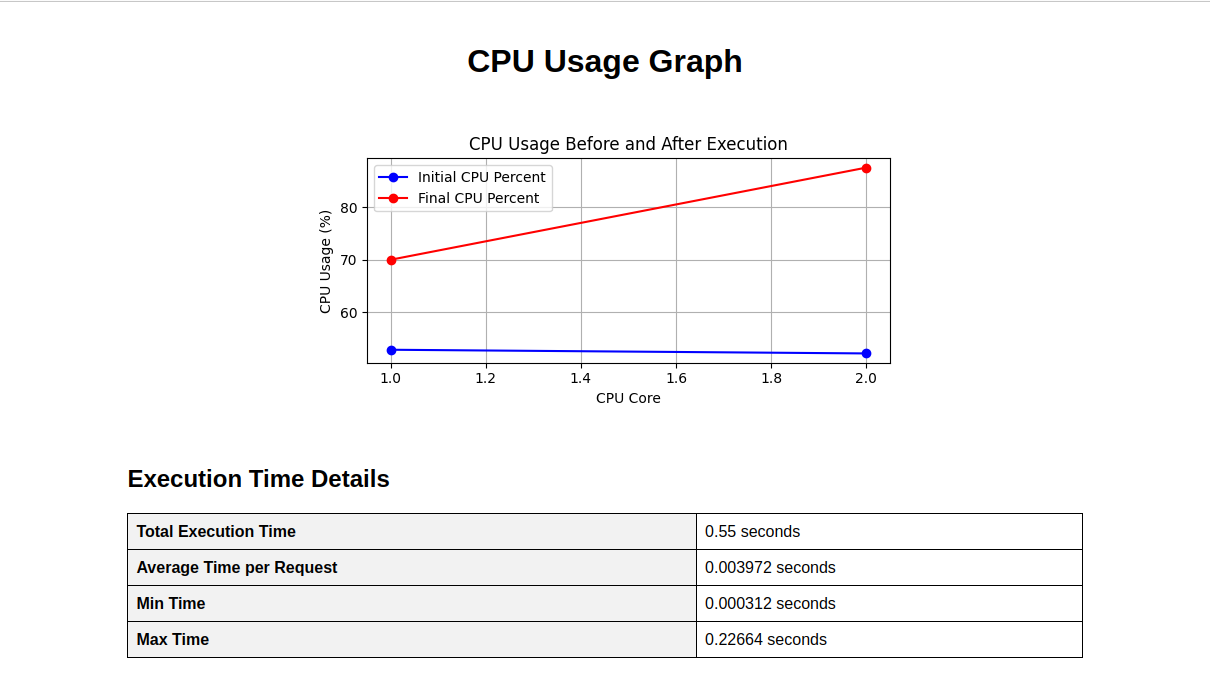 CPU Usage Graph
CPU Usage Before and After Execution
Initial CPU Percent
Final CPU Percent
CPU Usage (%)
80
70
60
1.0 1.2 1.4 1.6 1.8 2.0
CPU Core
Execution Time Details
Total Execution Time 0.55 seconds
Average Time per Request 0.003972 seconds
Min Time 0.000312 seconds
Max Time 0.22664 seconds